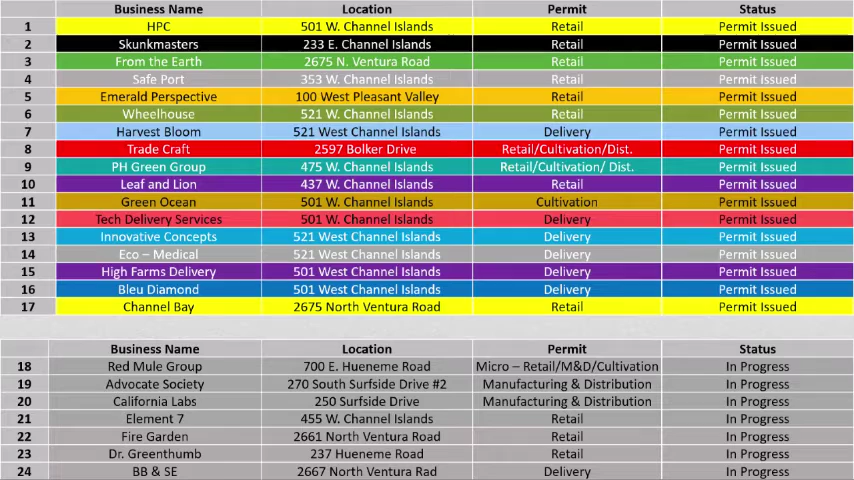 Business Name Location Permit Status
1 HPC 501 W. Channel Islands Retail Permit Issued
2 Skunkmasters 233 E. Channel Islands Retail Permit Issued
3 From the Earth 2675 N. Ventura Road Retail Permit Issued
4 Safe Port 353 W. Channel Islands Retail Permit Issued
5 Emerald Perspective 100 West Pleasant Valley Retail Permit Issued
6 Wheelhouse 521 W. Channel Islands Retail Permit Issued
7 Harvest Bloom 521 West Channel Islands Delivery Permit Issued
8 Trade Craft 2597 Bolker Drive Retail/Cultivation/Dist. Permit Issued
9 PH Green Group 475 W. Channel Islands Retail/Cultivation/ Dist. Permit Issued
10 Leaf and Lion 437 W. Channel Islands Retail Permit Issued
11 Green Ocean 501 W. Channel Islands Cultivation Permit Issued
12 Tech Delivery Services 501 W. Channel Islands Delivery Permit Issued
13 Innovative Concepts 521 West Channel Islands Delivery Permit Issued
14 Eco – Medical 521 West Channel Islands Delivery Permit Issued
15 High Farms Delivery 501 West Channel Islands Delivery Permit Issued
16 Bleu Diamond 501 West Channel Islands Delivery Permit Issued
17 Channel Bay 2675 North Ventura Road Retail Permit Issued
Business Name Location Permit Status
18 Red Mule Group 700 E. Hueneme Road Micro – Retail/M&D/Cultivation In Progress
19 Advocate Society 270 South Surfside Drive #2 Manufacturing & Distribution In Progress
20 California Labs 250 Surfside Drive Manufacturing & Distribution In Progress
21 Element 7 455 W. Channel Islands Retail In Progress
22 Fire Garden 2661 North Ventura Road Retail In Progress
23 Dr. Greenthumb 237 Hueneme Road Retail In Progress
24 BB & SE 2667 North Ventura Rad Delivery In Progress